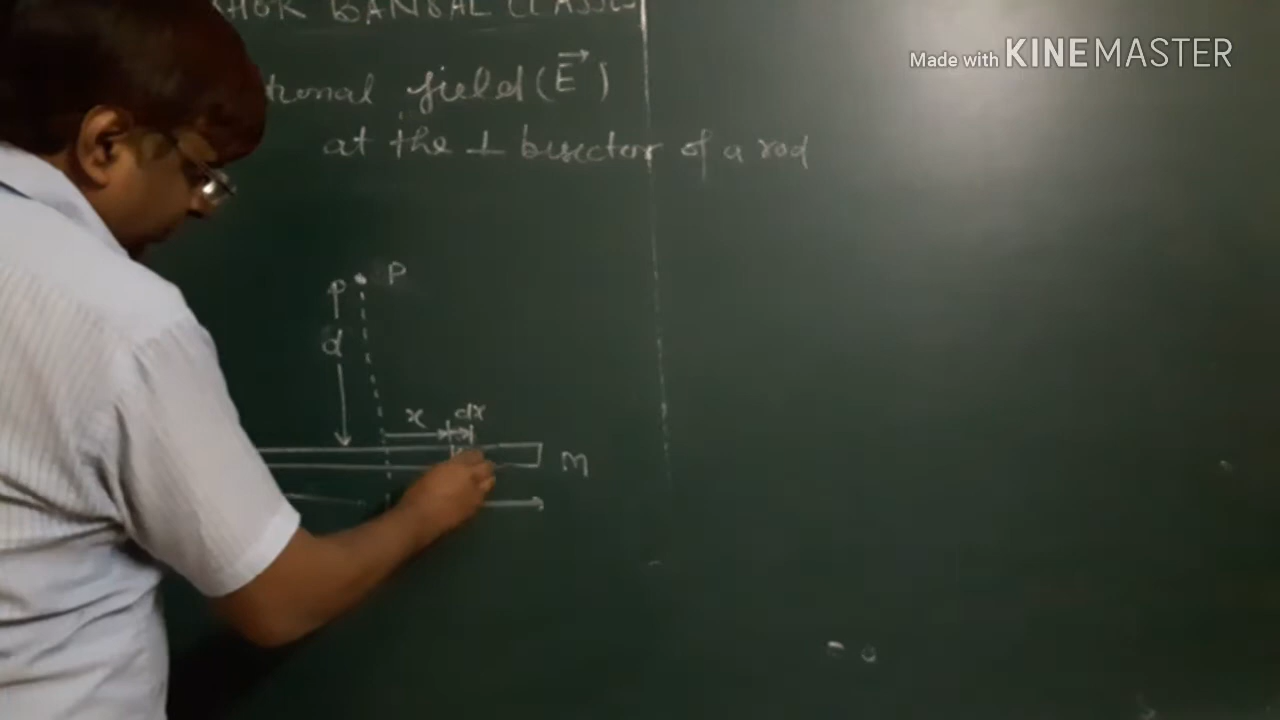 Made with KINEMASTER
field (E⃗)
at the ⊥ bisector of a rod
P
d
x dx
M